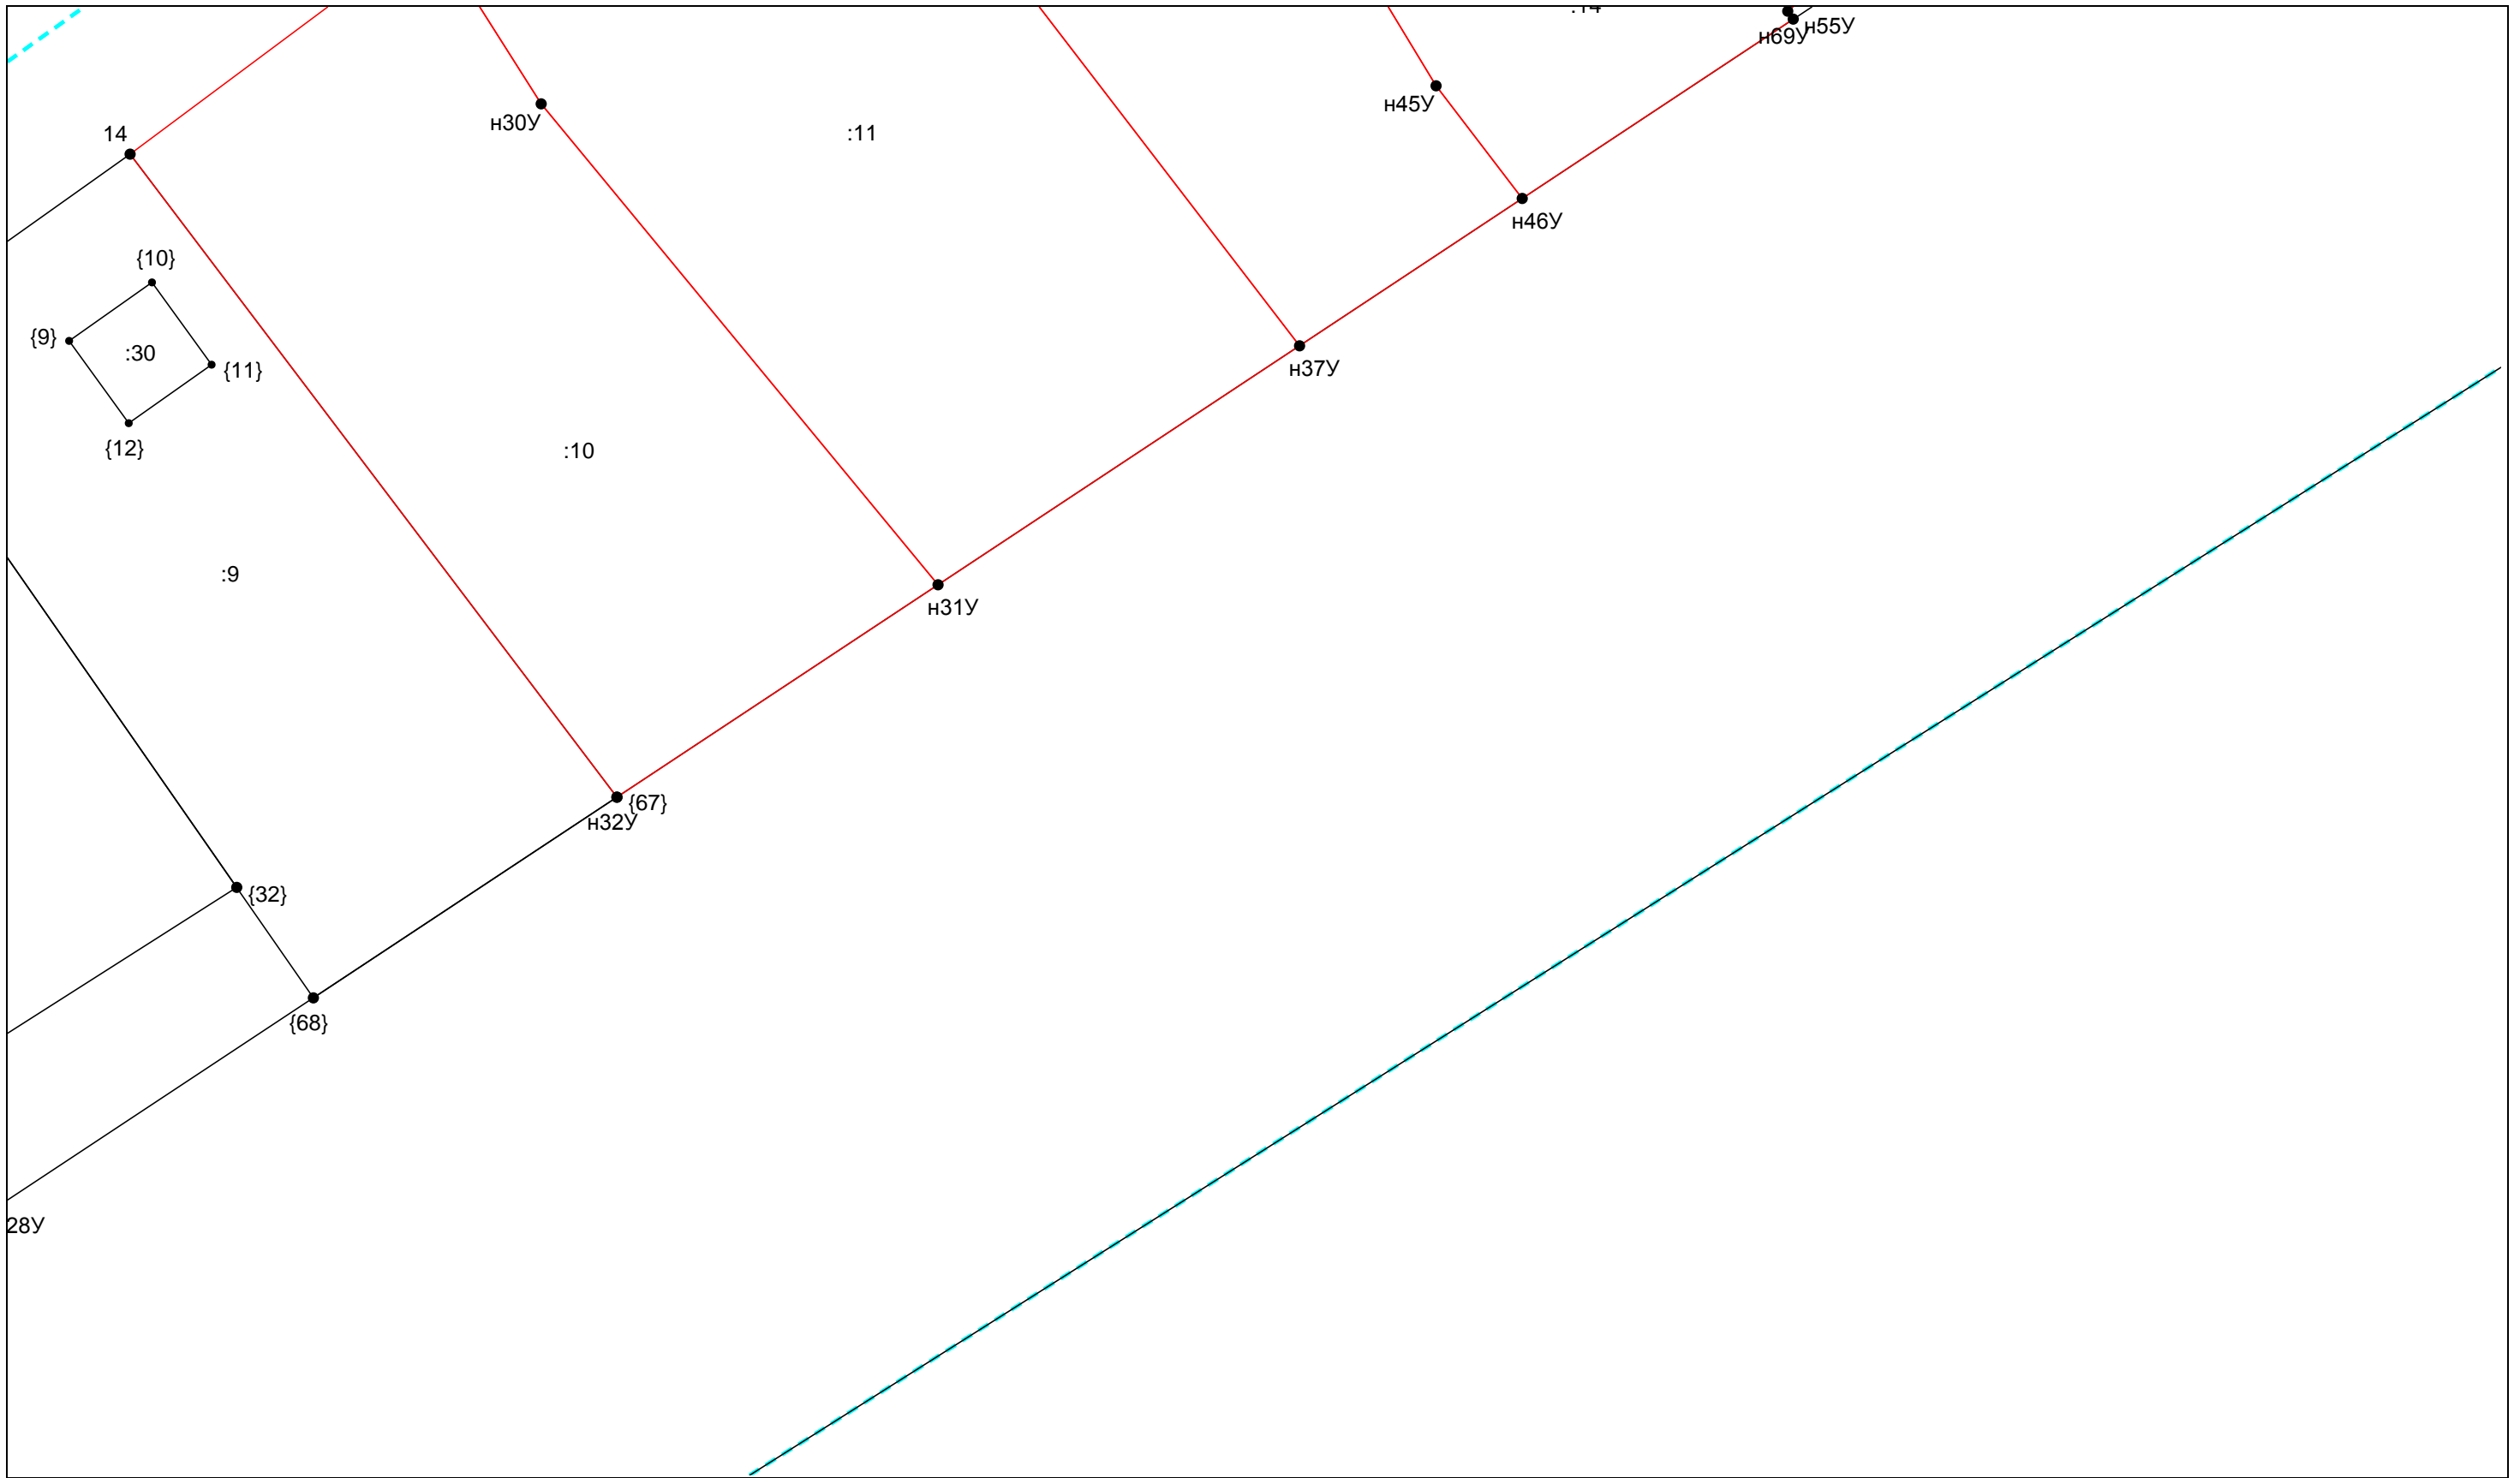 :14
н55У
н69У
н45У
н30У
14
:11
н46У
{10}
{9}
:30
{11}
н37У
{12}
:10
:9
н31У
{67}
н32У
{32}
{68}
28У